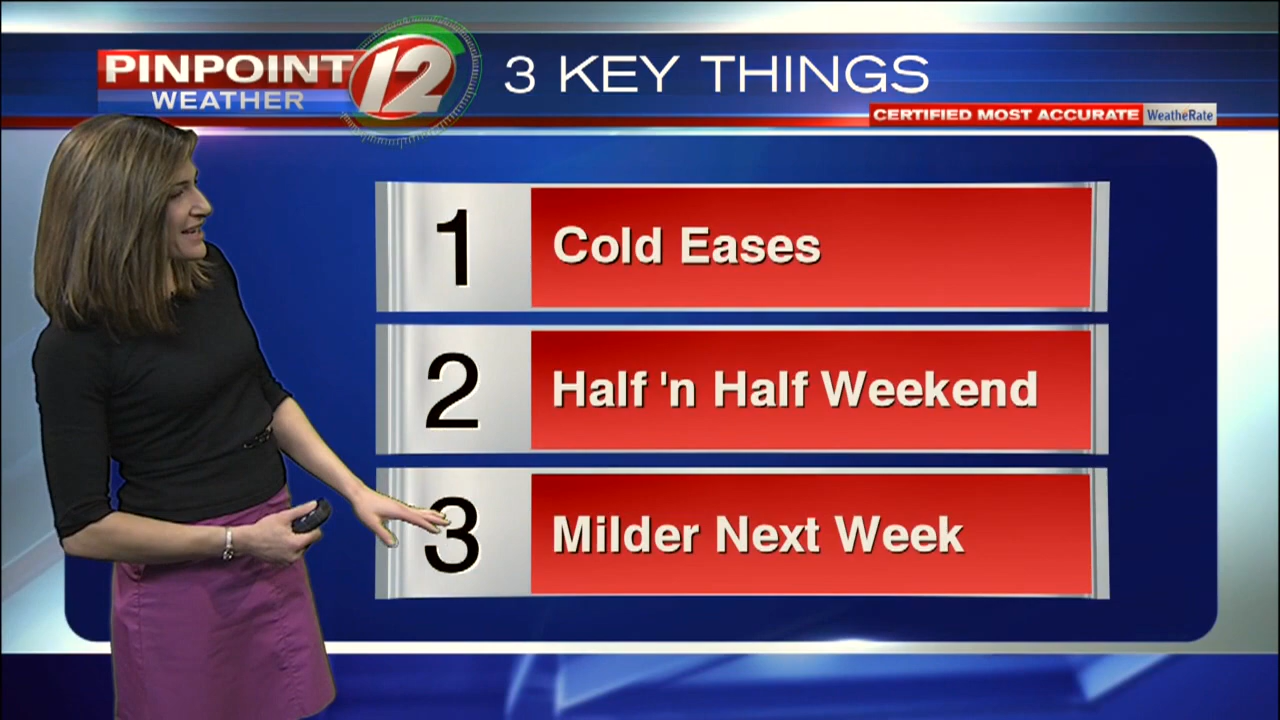 PINPOINT 12
WEATHER
3 KEY THINGS
CERTIFIED MOST ACCURATE WeatheRate
1 Cold Eases
2 Half 'n Half Weekend
3 Milder Next Week